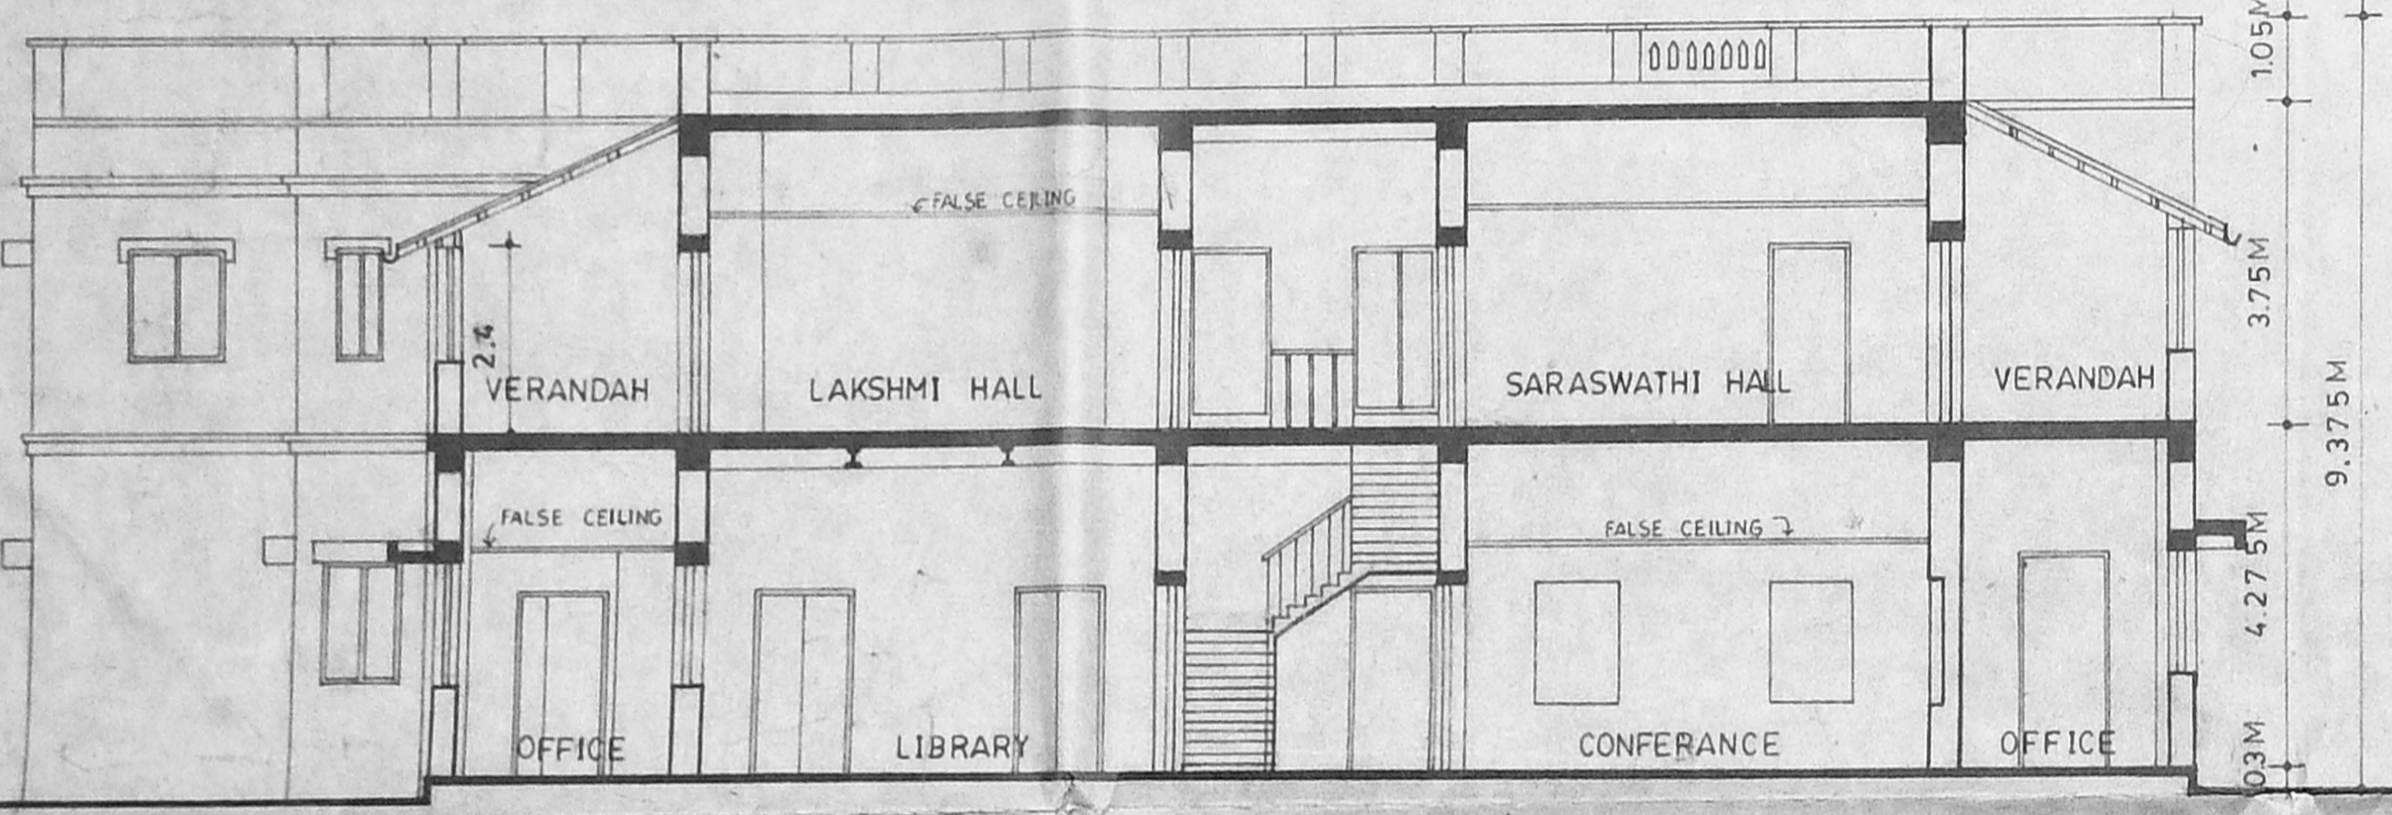 1.05M
FALSE CEILING
3.75M
2.4
VERANDAH
LAKSHMI HALL
SARASWATHI HALL
VERANDAH
9.375M
FALSE CEILING
FALSE CEILING
4.275M
OFFICE
LIBRARY
CONFERANCE
OFFICE
0.3M